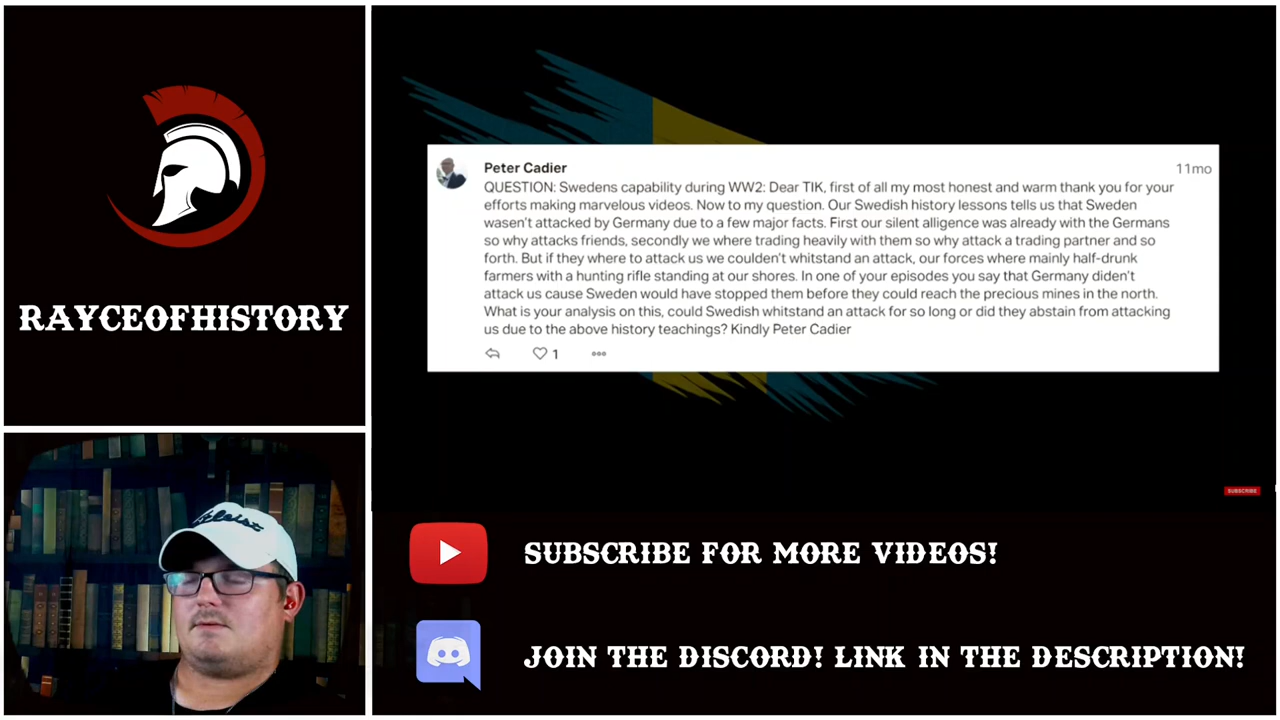 Peter Cadier
11mo
QUESTION: Swedens capability during WW2: Dear TIK, first of all my most honest and warm thank you for your
efforts making marvelous videos. Now to my question. Our Swedish history lessons tells us that Sweden
wasen't attacked by Germany due to a few major facts. First our silent alligence was already with the Germans
so why attacks friends, secondly we where trading heavily with them so why attack a trading partner and so
forth. But if they where to attack us we coulden't whitstand an attack, our forces where mainly half-drunk
farmers with a hunting rifle standing at our shores. In one of your episodes you say that Germany diden't
attack us cause Sweden would have stopped them before they could reach the precious mines in the north.
What is your analysis on this, could Swedish whitstand an attack for so long or did they abstain from attacking
us due to the above history teachings? Kindly Peter Cadier
1
RAYCEOFHISTORY
Titleist
SUBSCRIBE
SUBSCRIBE FOR MORE VIDEOS!
JOIN THE DISCORD! LINK IN THE DESCRIPTION!